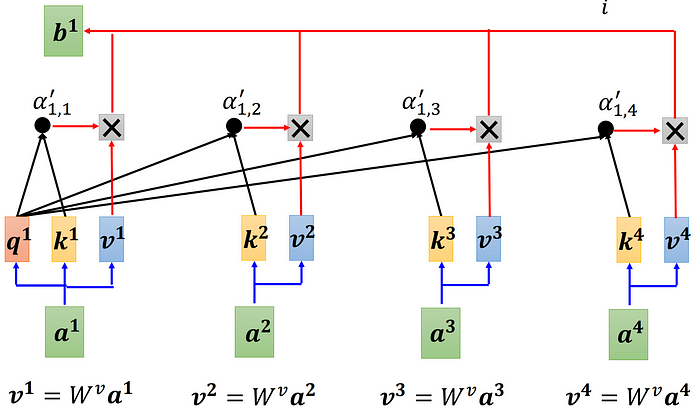 i
b¹
α′₁,₁ α′₁,₂ α′₁,₃ α′₁,₄
× × × ×
q¹ k¹ v¹ k² v² k³ v³ k⁴ v⁴
a¹ a² a³ a⁴
v¹ = Wᵛa¹ v² = Wᵛa² v³ = Wᵛa³ v⁴ = Wᵛa⁴